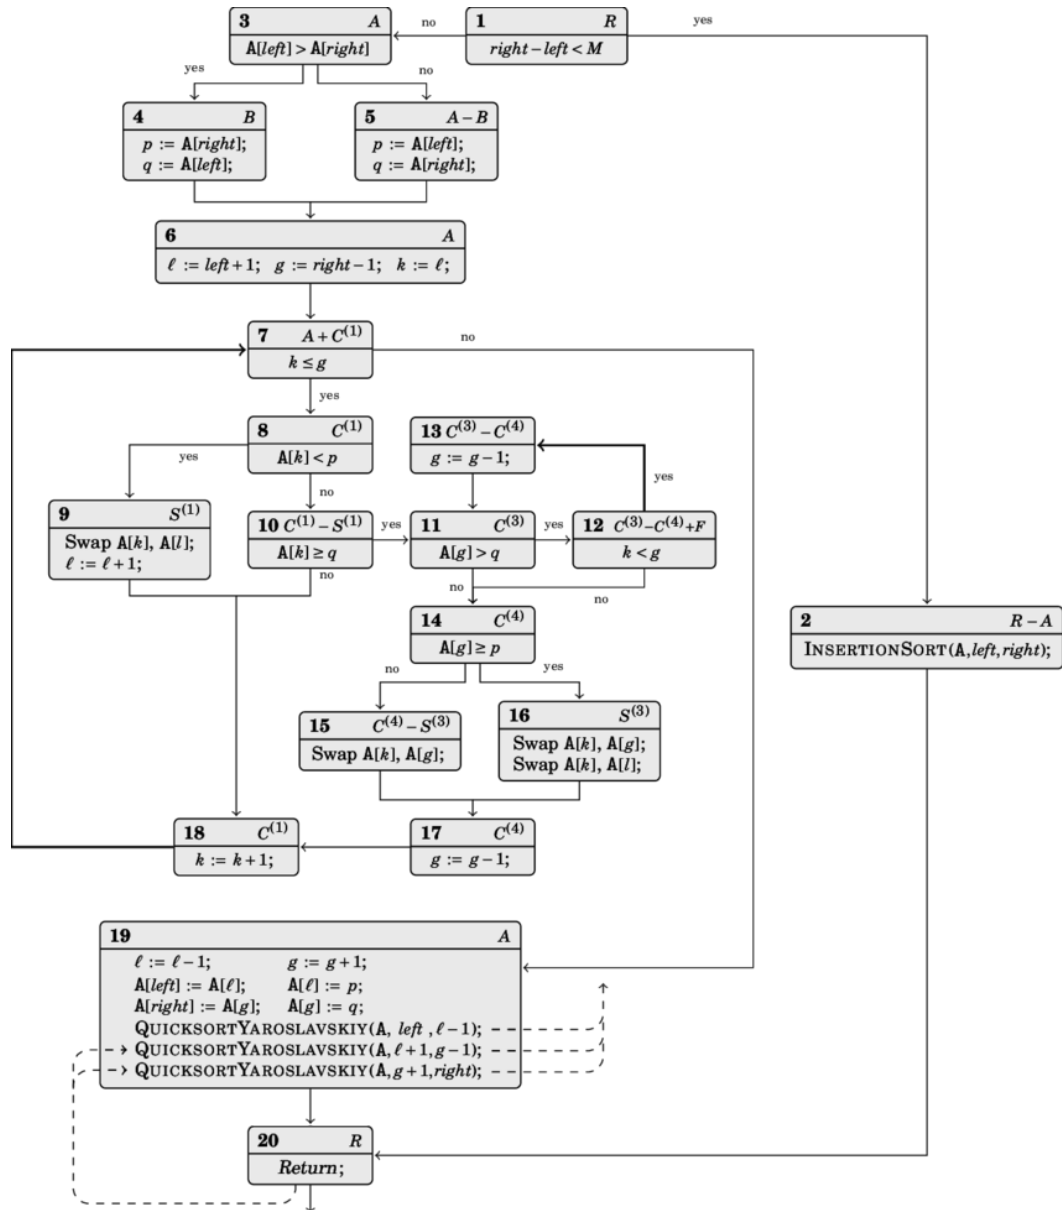 3 A
A[left] > A[right]
1 R
right − left < M
no
yes
yes
no
4 B
p := A[right];
q := A[left];
5 A − B
p := A[left];
q := A[right];
6 A
ℓ := left+1; g := right−1; k := ℓ;
7 A + C⁽¹⁾
k ≤ g
no
yes
8 C⁽¹⁾
A[k] < p
yes
no
13 C⁽³⁾ − C⁽⁴⁾
g := g−1;
yes
9 S⁽¹⁾
Swap A[k], A[l];
ℓ := ℓ+1;
10 C⁽¹⁾ − S⁽¹⁾
A[k] ≥ q
yes
no
11 C⁽³⁾
A[g] > q
yes
no
12 C⁽³⁾−C⁽⁴⁾+F
k < g
no
14 C⁽⁴⁾
A[g] ≥ p
no
yes
2 R − A
INSERTIONSORT(A,left,right);
15 C⁽⁴⁾ − S⁽³⁾
Swap A[k], A[g];
16 S⁽³⁾
Swap A[k], A[g];
Swap A[k], A[l];
18 C⁽¹⁾
k := k+1;
17 C⁽⁴⁾
g := g−1;
19 A
ℓ := ℓ−1; g := g+1;
A[left] := A[ℓ]; A[ℓ] := p;
A[right] := A[g]; A[g] := q;
QUICKSORTYAROSLAVSKIY(A, left ,ℓ−1);
QUICKSORTYAROSLAVSKIY(A,ℓ+1,g−1);
QUICKSORTYAROSLAVSKIY(A,g+1,right);
20 R
Return;